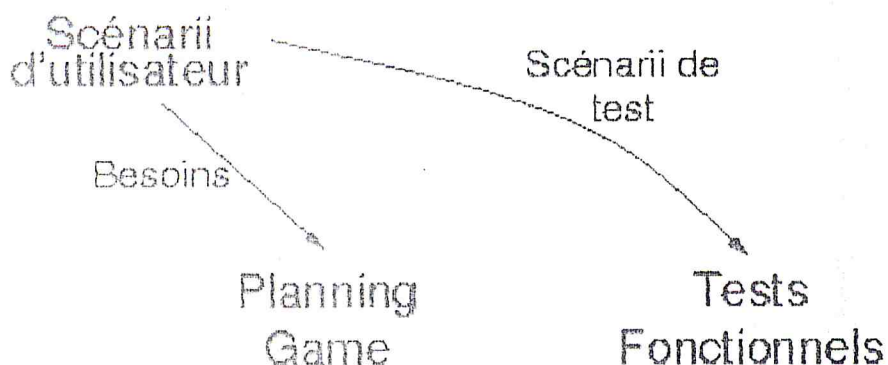 Scénarii
d'utilisateur
Scénarii de
test
Besoins
Planning
Game
Tests
Fonctionnels